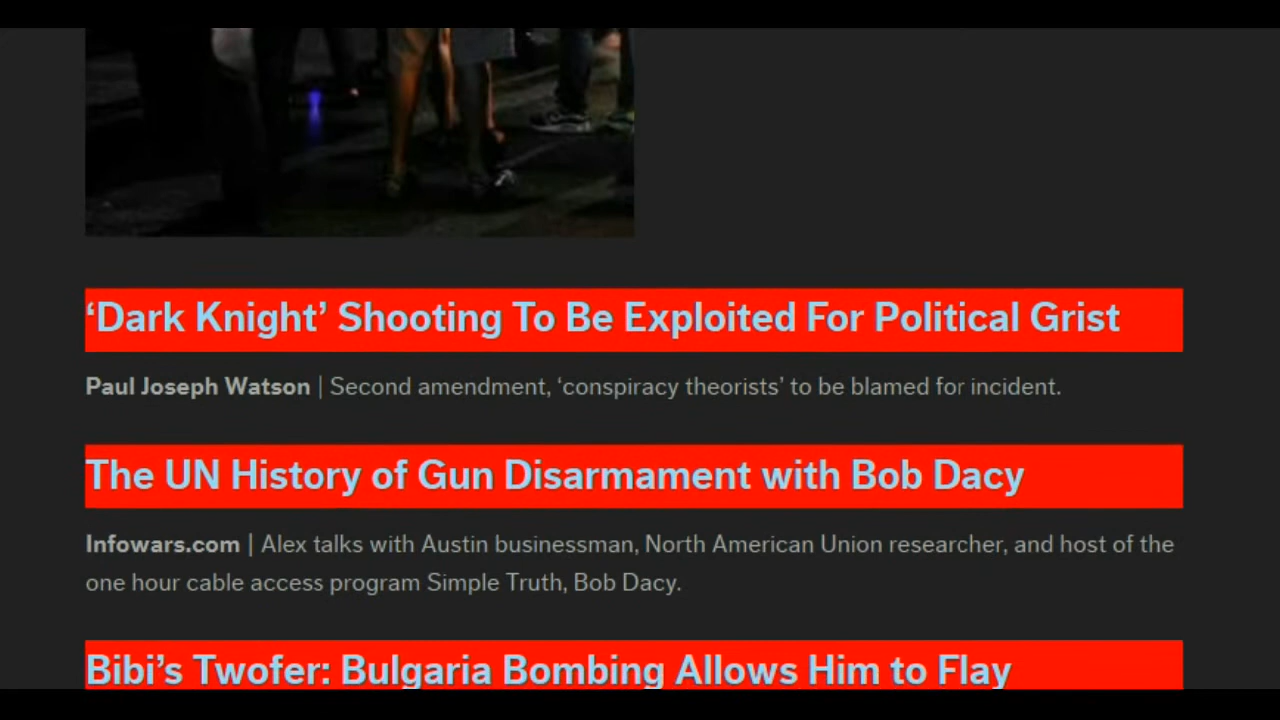 ‘Dark Knight’ Shooting To Be Exploited For Political Grist
Paul Joseph Watson | Second amendment, ‘conspiracy theorists’ to be blamed for incident.
The UN History of Gun Disarmament with Bob Dacy
Infowars.com | Alex talks with Austin businessman, North American Union researcher, and host of the
one hour cable access program Simple Truth, Bob Dacy.
Bibi’s Twofer: Bulgaria Bombing Allows Him to Flay